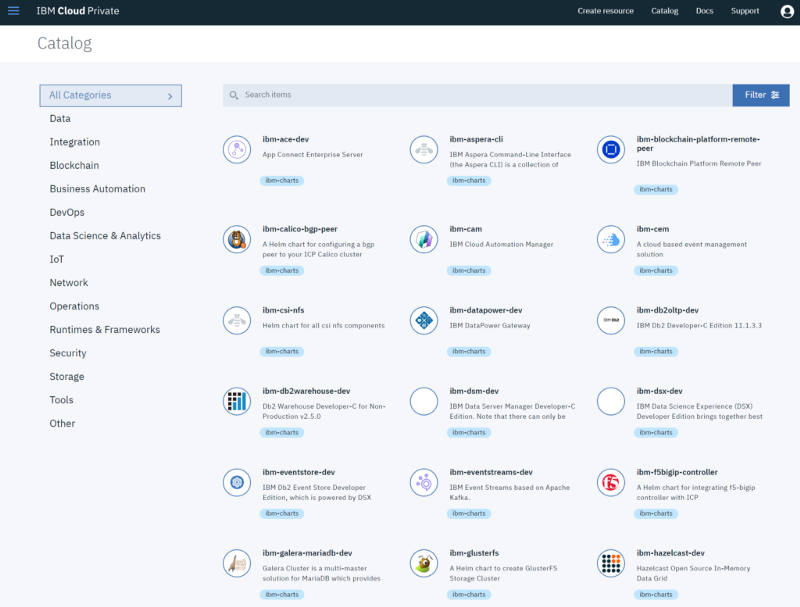 IBM Cloud Private
Create resource Catalog Docs Support
Catalog
All Categories
Data
Integration
Blockchain
Business Automation
DevOps
Data Science & Analytics
IoT
Network
Operations
Runtimes & Frameworks
Security
Storage
Tools
Other
Search items
Filter
ibm-ace-dev
App Connect Enterprise Server
ibm-charts
ibm-aspera-cli
IBM Aspera Command-Line Interface
(the Aspera CLI) is a collection of
ibm-charts
ibm-blockchain-platform-remote-
peer
IBM Blockchain Platform Remote Peer
ibm-charts
ibm-calico-bgp-peer
A Helm chart for configuring a bgp
peer to your ICP Calico cluster
ibm-charts
ibm-cam
IBM Cloud Automation Manager
ibm-charts
ibm-cem
A cloud based event management
solution
ibm-charts
ibm-csi-nfs
Helm chart for all csi nfs components
ibm-charts
ibm-datapower-dev
IBM DataPower Gateway
ibm-charts
IBM Db2
ibm-db2oltp-dev
IBM Db2 Developer-C Edition 11.1.3.3
ibm-charts
ibm-db2warehouse-dev
Db2 Warehouse Developer-C for Non-
Production v2.5.0
ibm-charts
ibm-dsm-dev
IBM Data Server Manager Developer-C
Edition. Note that there can only be
ibm-charts
ibm-dsx-dev
IBM Data Science Experience (DSX)
Developer Edition brings together best
ibm-charts
ibm-eventstore-dev
IBM Db2 Event Store Developer
Edition, which is powered by DSX
ibm-charts
ibm-eventstreams-dev
IBM Event Streams based on Apache
Kafka.
ibm-charts
ibm-f5bigip-controller
A Helm chart for integrating f5-bigip
controller with ICP
ibm-charts
ibm-galera-mariadb-dev
Galera Cluster is a multi-master
solution for MariaDB which provides
ibm-charts
ibm-glusterfs
A Helm chart to create GlusterFS
Storage Cluster
ibm-charts
ibm-hazelcast-dev
Hazelcast Open Source In-Memory
Data Grid
ibm-charts